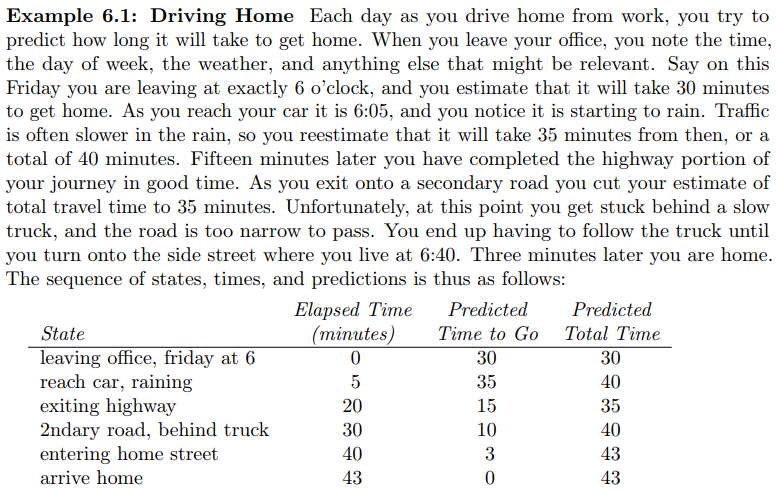 Example 6.1: Driving Home Each day as you drive home from work, you try to
predict how long it will take to get home. When you leave your office, you note the time,
the day of week, the weather, and anything else that might be relevant. Say on this
Friday you are leaving at exactly 6 o'clock, and you estimate that it will take 30 minutes
to get home. As you reach your car it is 6:05, and you notice it is starting to rain. Traffic
is often slower in the rain, so you reestimate that it will take 35 minutes from then, or a
total of 40 minutes. Fifteen minutes later you have completed the highway portion of
your journey in good time. As you exit onto a secondary road you cut your estimate of
total travel time to 35 minutes. Unfortunately, at this point you get stuck behind a slow
truck, and the road is too narrow to pass. You end up having to follow the truck until
you turn onto the side street where you live at 6:40. Three minutes later you are home.
The sequence of states, times, and predictions is thus as follows:
Elapsed Time Predicted Predicted
State (minutes) Time to Go Total Time
leaving office, friday at 6 0 30 30
reach car, raining 5 35 40
exiting highway 20 15 35
2ndary road, behind truck 30 10 40
entering home street 40 3 43
arrive home 43 0 43